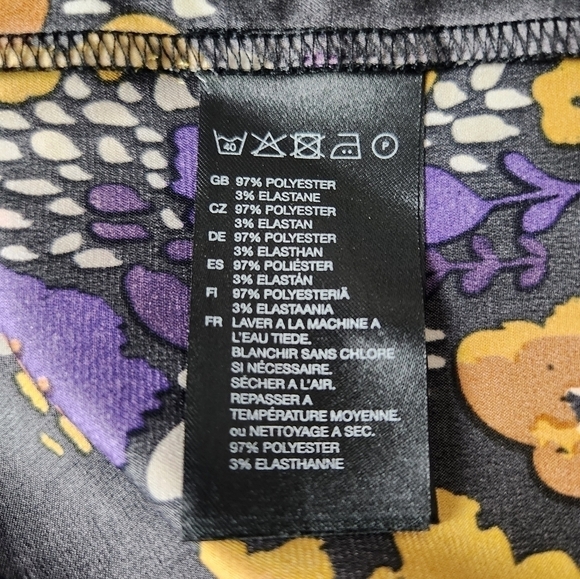 40 P
GB 97% POLYESTER
3% ELASTANE
CZ 97% POLYESTER
3% ELASTAN
DE 97% POLYESTER
3% ELASTHAN
ES 97% POLIÉSTER
3% ELASTÁN
FI 97% POLYESTERIÄ
3% ELASTAANIA
FR LAVER A LA MACHINE A
L'EAU TIEDE.
BLANCHIR SANS CHLORE
SI NÉCESSAIRE.
SÉCHER A L'AIR.
REPASSER A
TEMPÉRATURE MOYENNE.
ou NETTOYAGE A SEC.
97% POLYESTER
3% ELASTHANNE